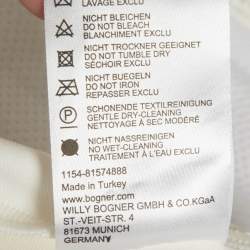 LAVAGE EXCLU
NICHT BLEICHEN
DO NOT BLEACH
BLANCHIMENT EXCLU
NICHT TROCKNER GEEIGNET
DO NOT TUMBLE DRY
SÉCHOIR EXCLU
NICHT BUEGELN
DO NOT IRON
REPASSER EXCLU
P
SCHONENDE TEXTILREINIGUNG
GENTLE DRY-CLEANING
NETTOYAGE À SEC MODÉRÉ
W
NICHT NASSREINIGEN
NO WET-CLEANING
TRAITEMENT À L'EAU EXCLU
1154-81574888
Made in Turkey
www.bogner.com
WILLY BOGNER GMBH & CO.KGaA
ST.-VEIT-STR. 4
81673 MUNICH
GERMANY